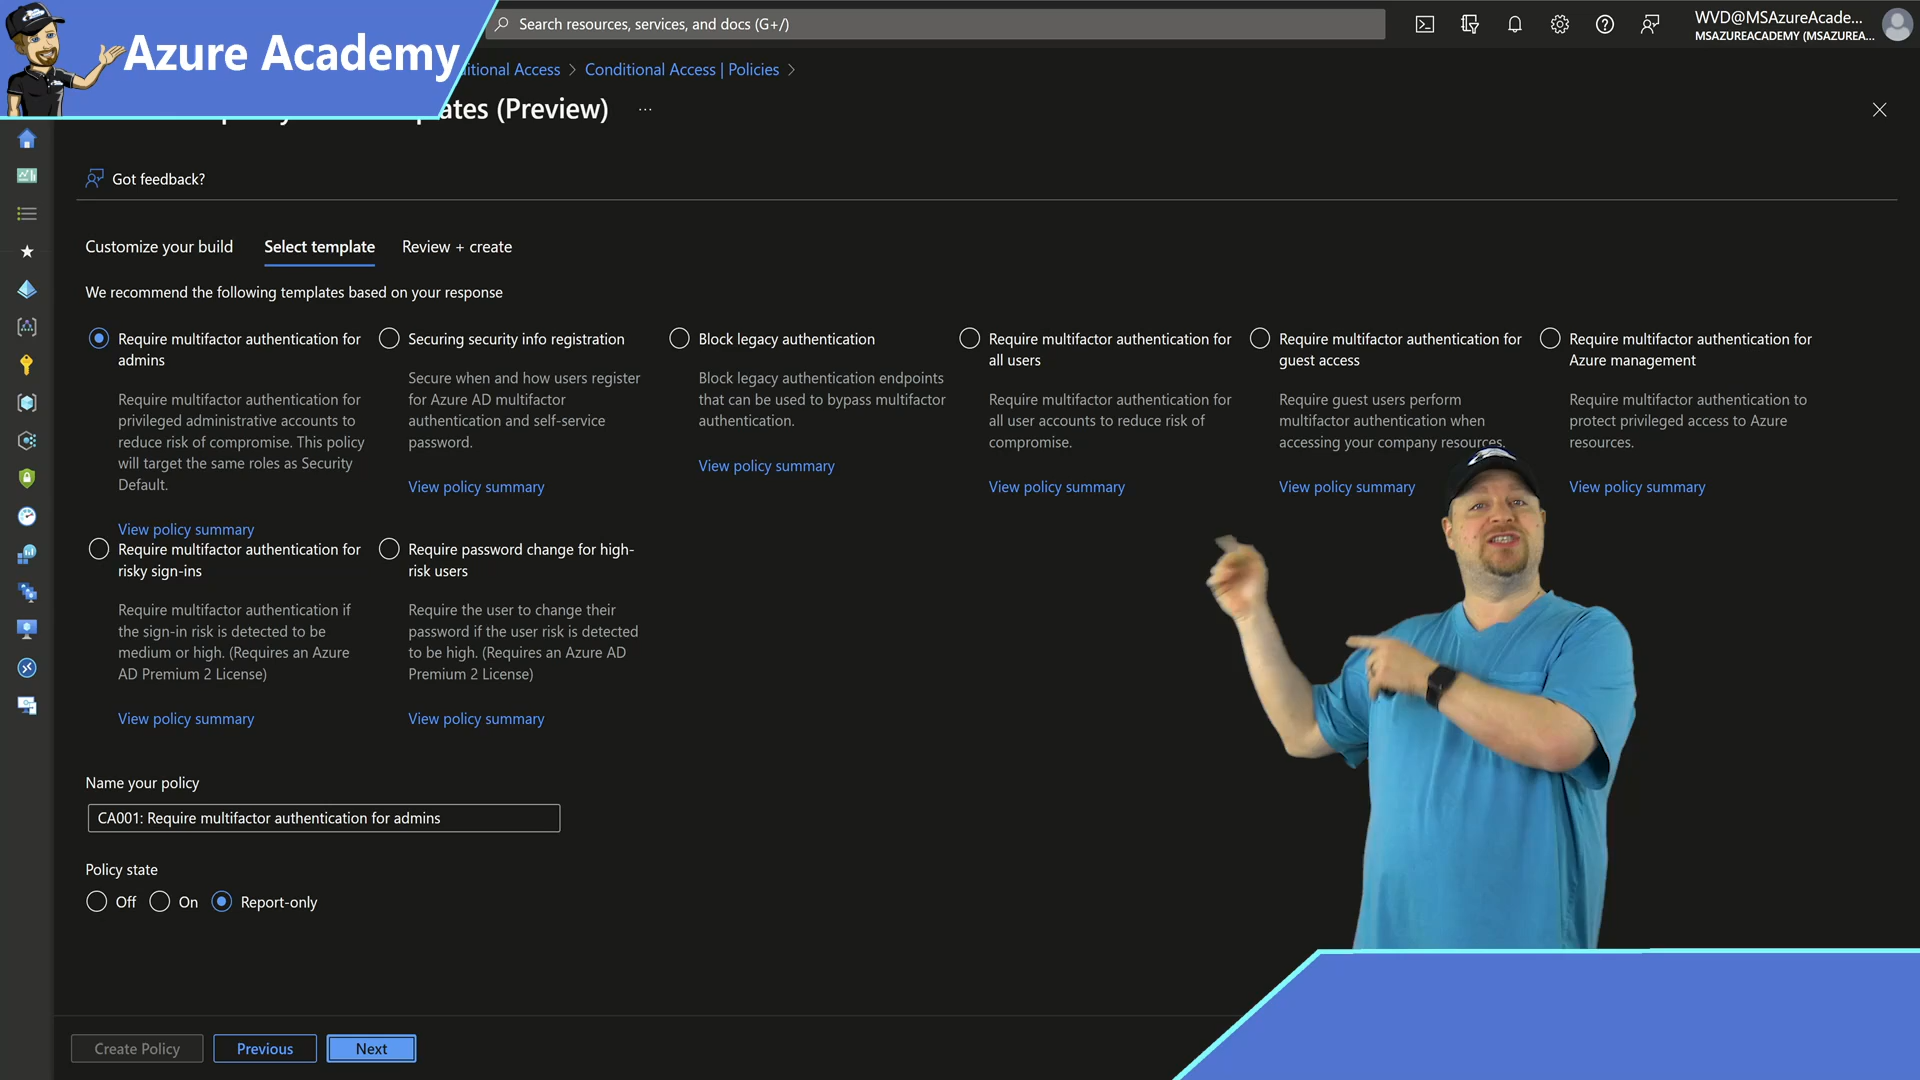 Azure Academy
Search resources, services, and docs (G+/)
WVD@MSAzureAcade...
MSAZUREACADEMY (MSAZUREA...
ditional Access > Conditional Access | Policies >
ates (Preview) ...
Got feedback?
Customize your build
Select template
Review + create
We recommend the following templates based on your response
Require multifactor authentication for
admins
Require multifactor authentication for
privileged administrative accounts to
reduce risk of compromise. This policy
will target the same roles as Security
Default.
View policy summary
Securing security info registration
Secure when and how users register
for Azure AD multifactor
authentication and self-service
password.
View policy summary
Block legacy authentication
Block legacy authentication endpoints
that can be used to bypass multifactor
authentication.
View policy summary
Require multifactor authentication for
all users
Require multifactor authentication for
all user accounts to reduce risk of
compromise.
View policy summary
Require multifactor authentication for
guest access
Require guest users perform
multifactor authentication when
accessing your company resources.
View policy summary
Require multifactor authentication for
Azure management
Require multifactor authentication to
protect privileged access to Azure
resources.
View policy summary
Require multifactor authentication for
risky sign-ins
Require multifactor authentication if
the sign-in risk is detected to be
medium or high. (Requires an Azure
AD Premium 2 License)
View policy summary
Require password change for high-
risk users
Require the user to change their
password if the user risk is detected
to be high. (Requires an Azure AD
Premium 2 License)
View policy summary
Name your policy
CA001: Require multifactor authentication for admins
Policy state
Off
On
Report-only
Create Policy
Previous
Next